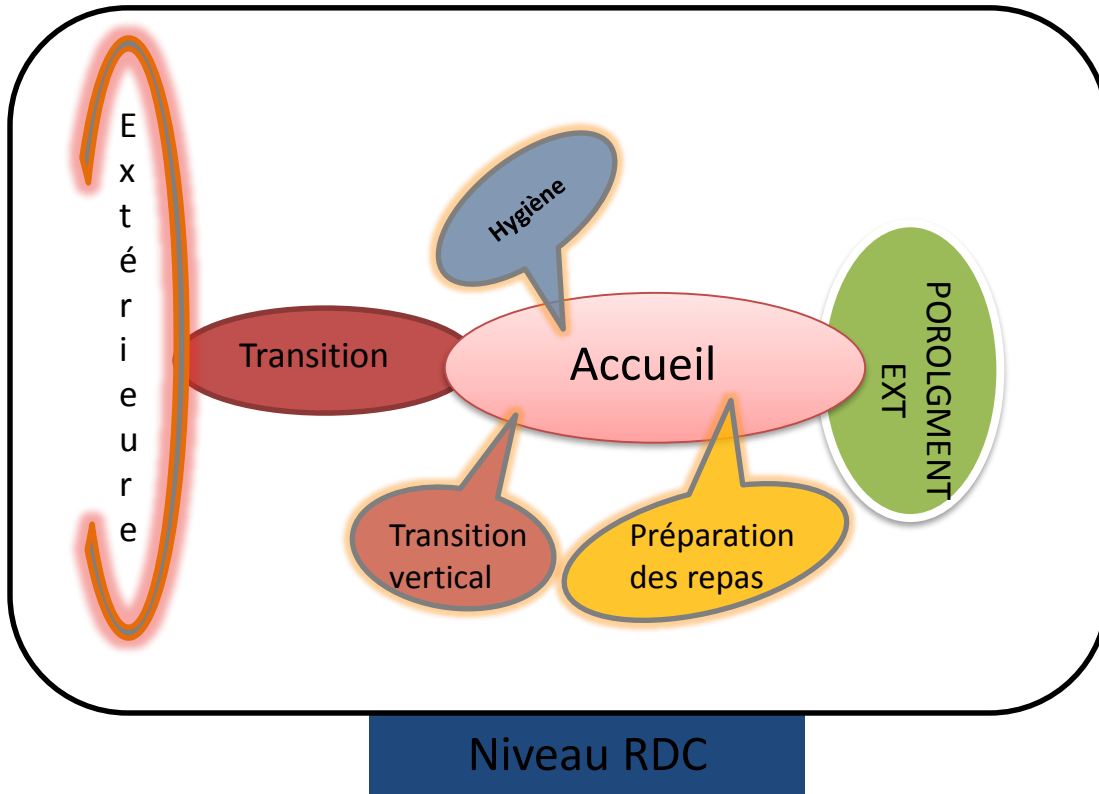 Extérieure
Hygiène
Transition
Accueil
POROLGMENT
EXT
Transition
vertical
Préparation
des repas
Niveau RDC